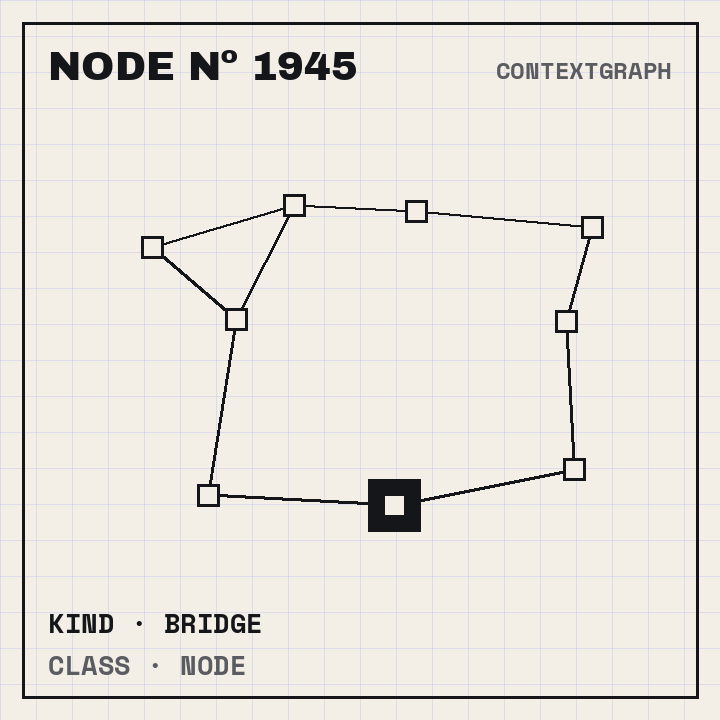 NODE Nº 1945
CONTEXTGRAPH
KIND · BRIDGE
CLASS · NODE